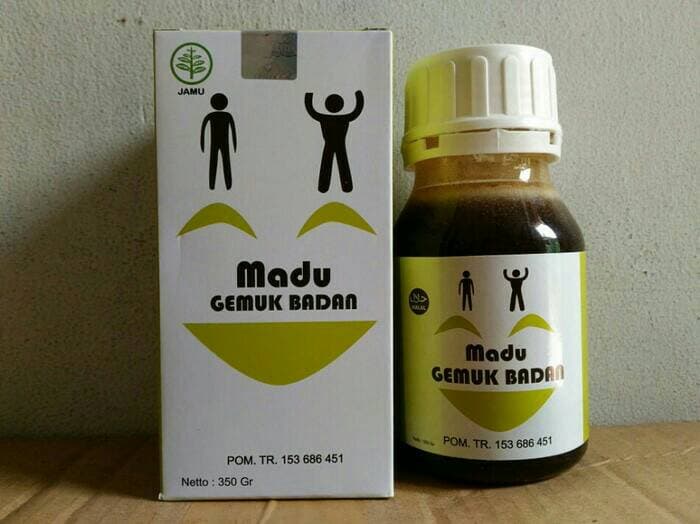 JAMU
Madu
GEMUK BADAN
POM. TR. 153 686 451
Netto : 350 Gr
HALAL
Madu
GEMUK BADAN
POM. TR. 153 686 451